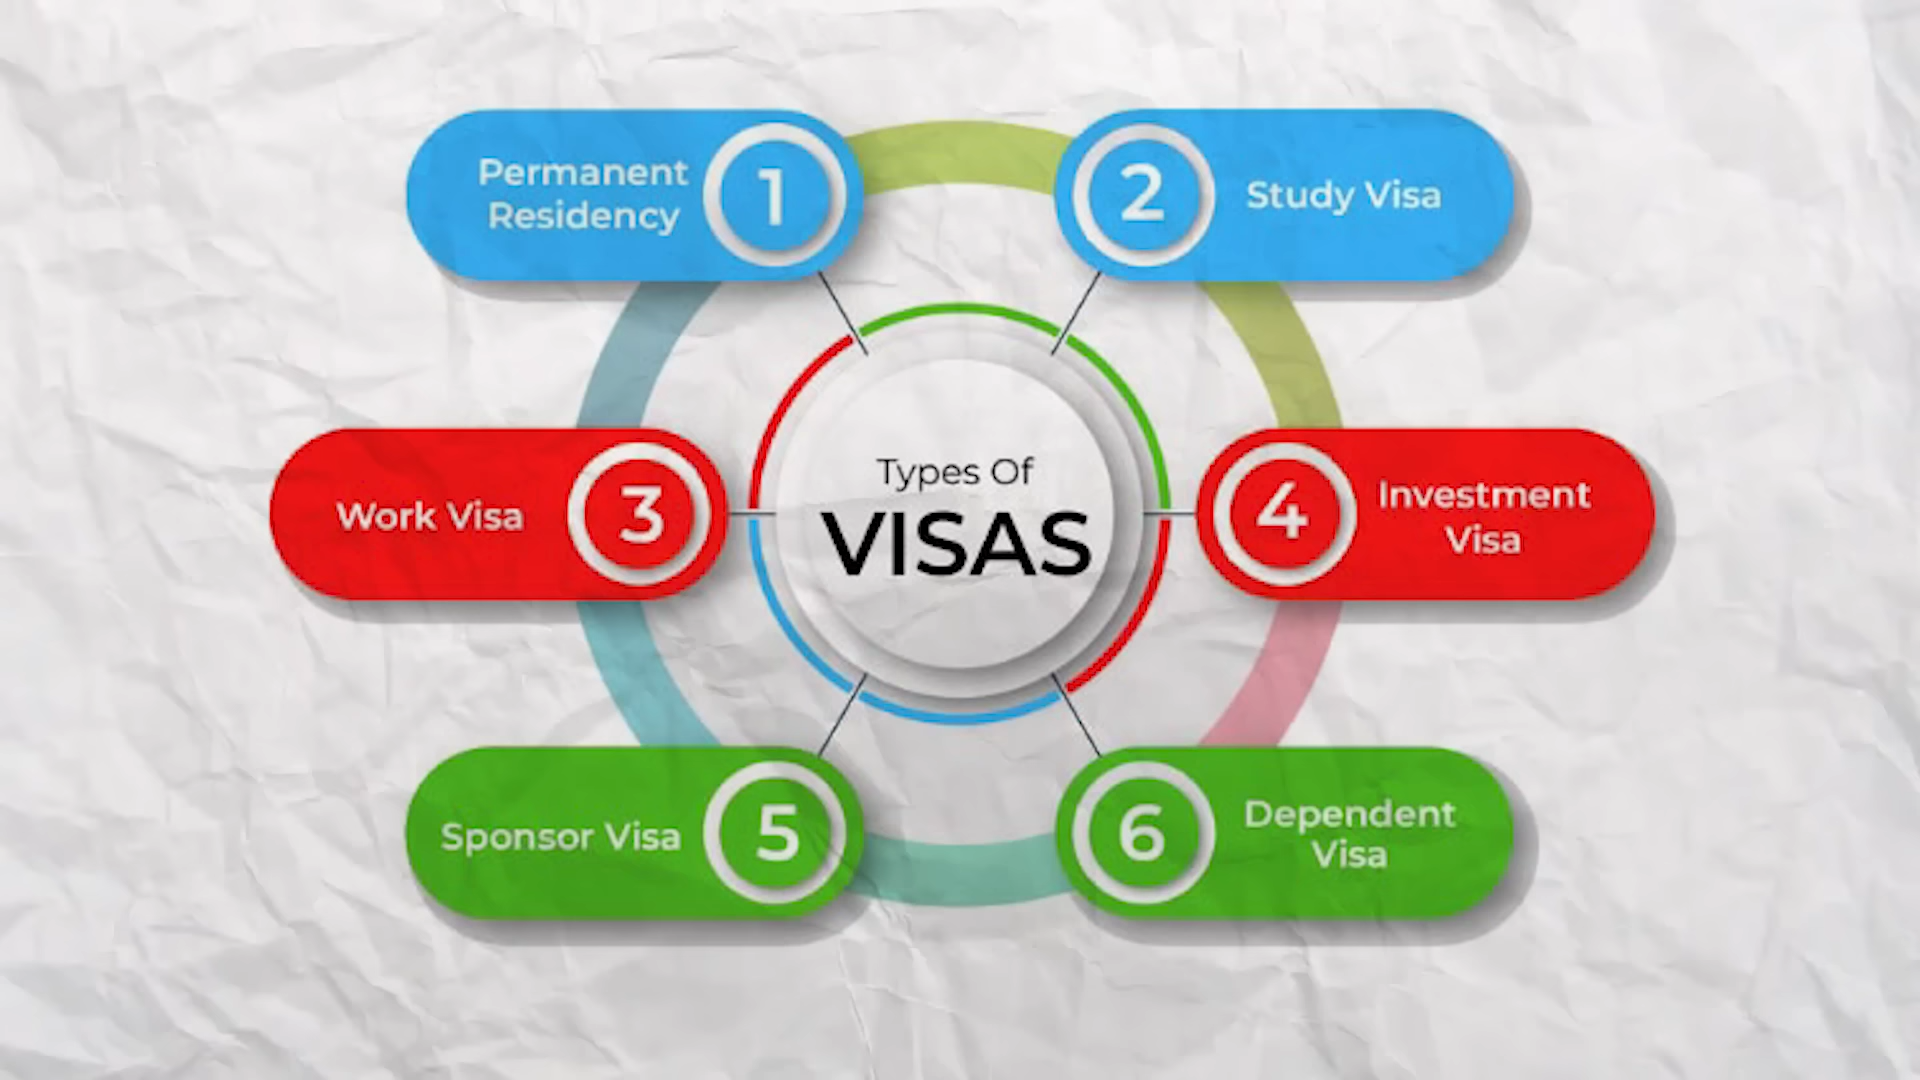 Permanent
Residency
1
2
Study Visa
Work Visa
3
Types Of
VISAS
4
Investment
Visa
Sponsor Visa
5
6
Dependent
Visa